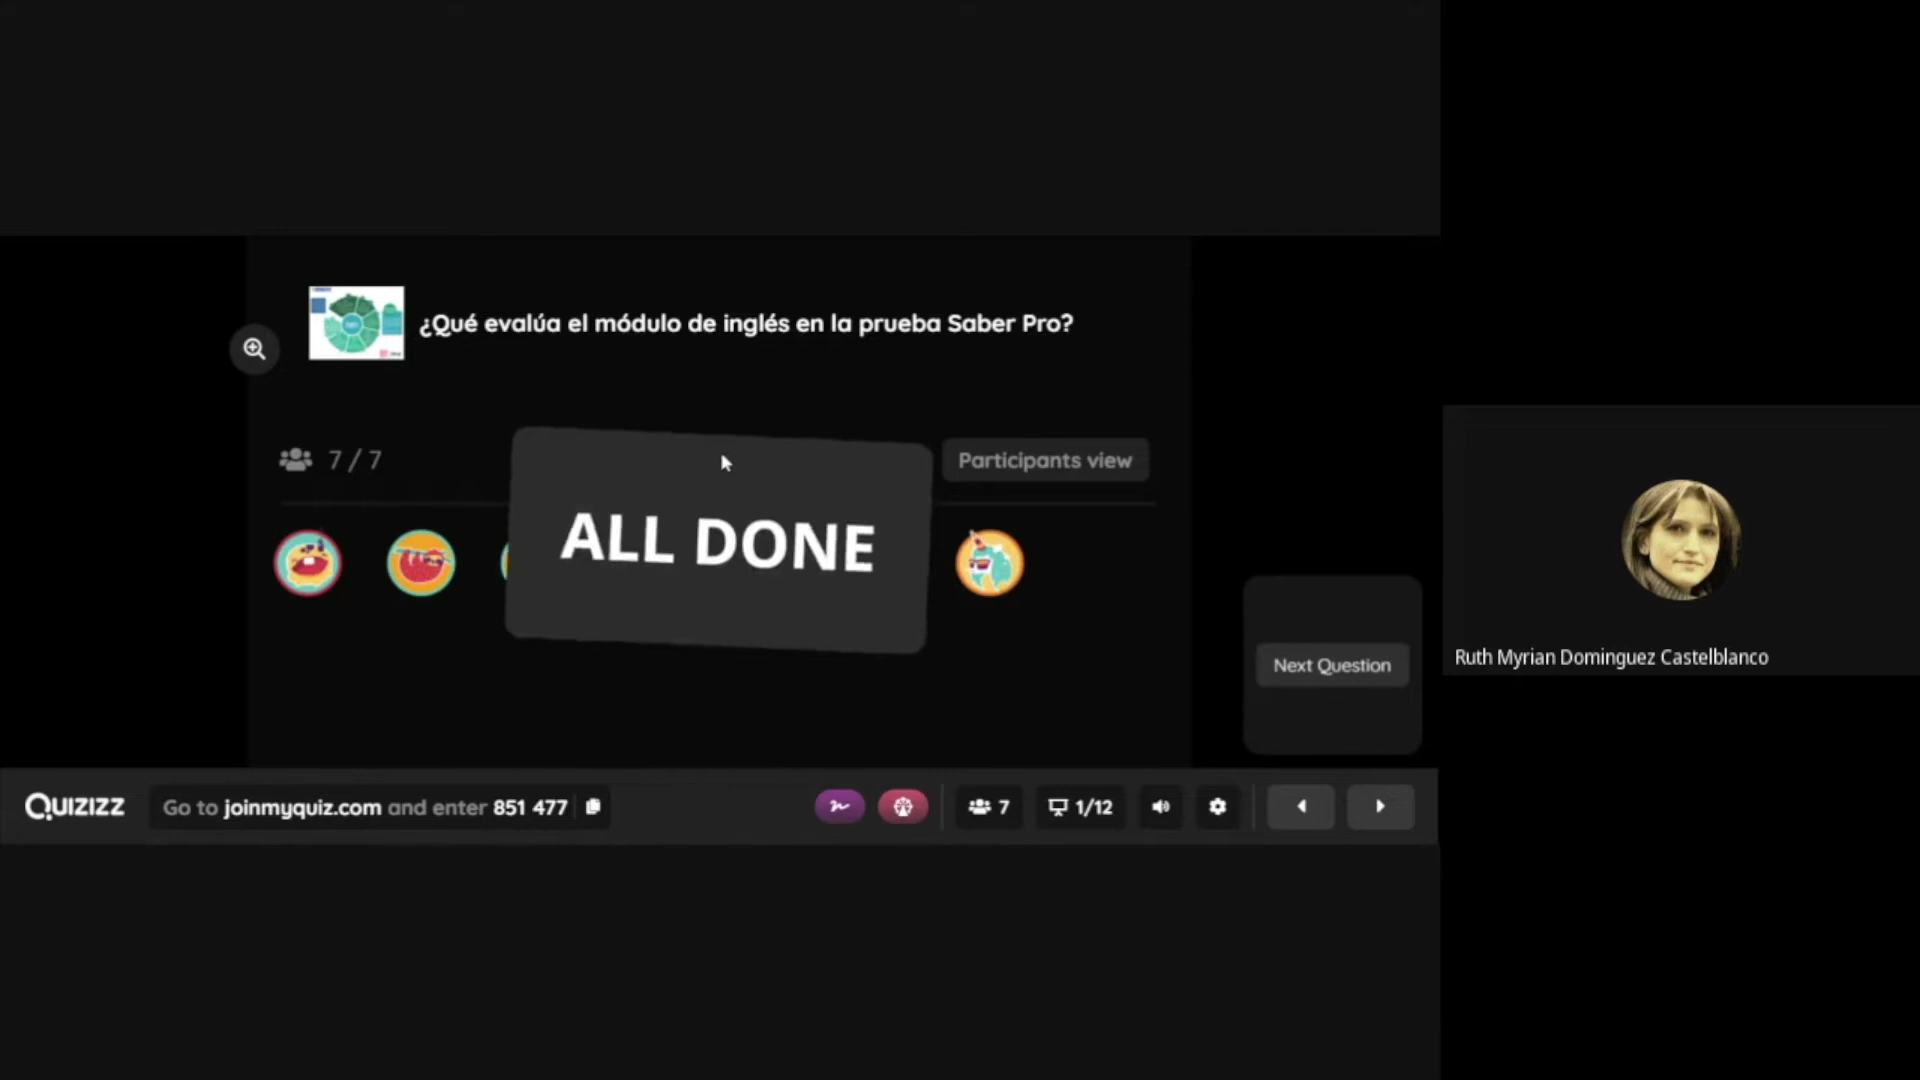 ¿Qué evalúa el módulo de inglés en la prueba Saber Pro?
7 / 7
Participants view
ALL DONE
Next Question
Ruth Myrian Dominguez Castelblanco
QUIZIZZ
Go to joinmyquiz.com and enter 851 477
7
1/12